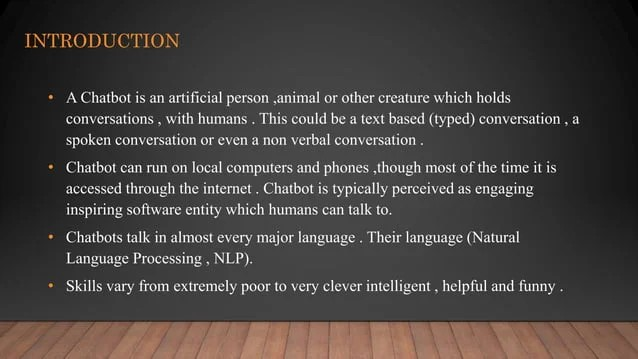 INTRODUCTION
• A Chatbot is an artificial person ,animal or other creature which holds
conversations , with humans . This could be a text based (typed) conversation , a
spoken conversation or even a non verbal conversation .
• Chatbot can run on local computers and phones ,though most of the time it is
accessed through the internet . Chatbot is typically perceived as engaging
inspiring software entity which humans can talk to.
• Chatbots talk in almost every major language . Their language (Natural
Language Processing , NLP).
• Skills vary from extremely poor to very clever intelligent , helpful and funny .